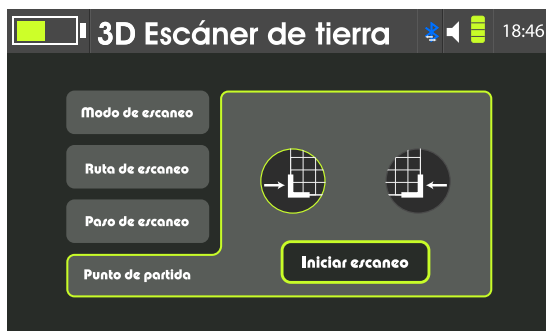 3D Escáner de tierra
18:46
Modo de escaneo
Ruta de escaneo
Paso de escaneo
Punto de partida
Iniciar escaneo